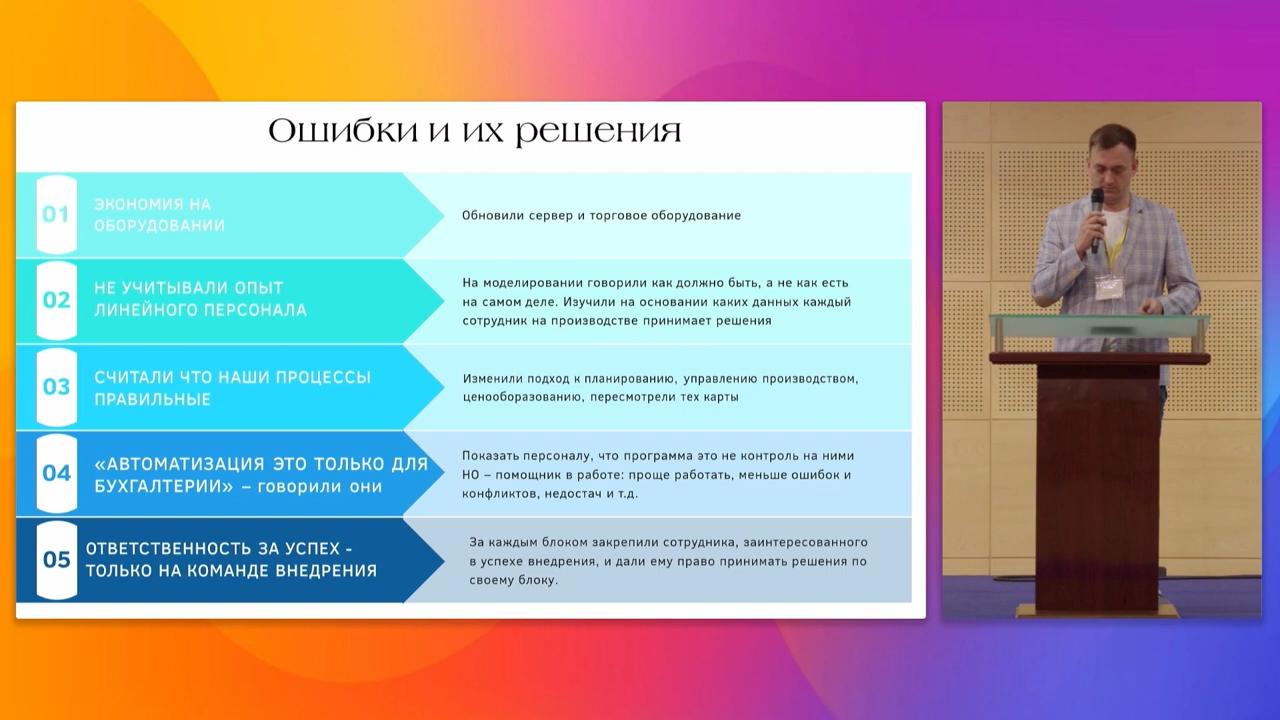 Ошибки и их решения
01
ЭКОНОМИЯ НА
ОБОРУДОВАНИИ
Обновили сервер и торговое оборудование
02
НЕ УЧИТЫВАЛИ ОПЫТ
ЛИНЕЙНОГО ПЕРСОНАЛА
На моделировании говорили как должно быть, а не как есть
на самом деле. Изучили на основании каких данных каждый
сотрудник на производстве принимает решения
03
СЧИТАЛИ ЧТО НАШИ ПРОЦЕССЫ
ПРАВИЛЬНЫЕ
Изменили подход к планированию, управлению производством,
ценообразованию, пересмотрели тех карты
04
«АВТОМАТИЗАЦИЯ ЭТО ТОЛЬКО ДЛЯ
БУХГАЛТЕРИИ» – говорили они
Показать персоналу, что программа это не контроль на ними
НО – помощник в работе: проще работать, меньше ошибок и
конфликтов, недостач и т.д.
05
ОТВЕТСТВЕННОСТЬ ЗА УСПЕХ -
ТОЛЬКО НА КОМАНДЕ ВНЕДРЕНИЯ
За каждым блоком закрепили сотрудника, заинтересованного
в успехе внедрения, и дали ему право принимать решения по
своему блоку.